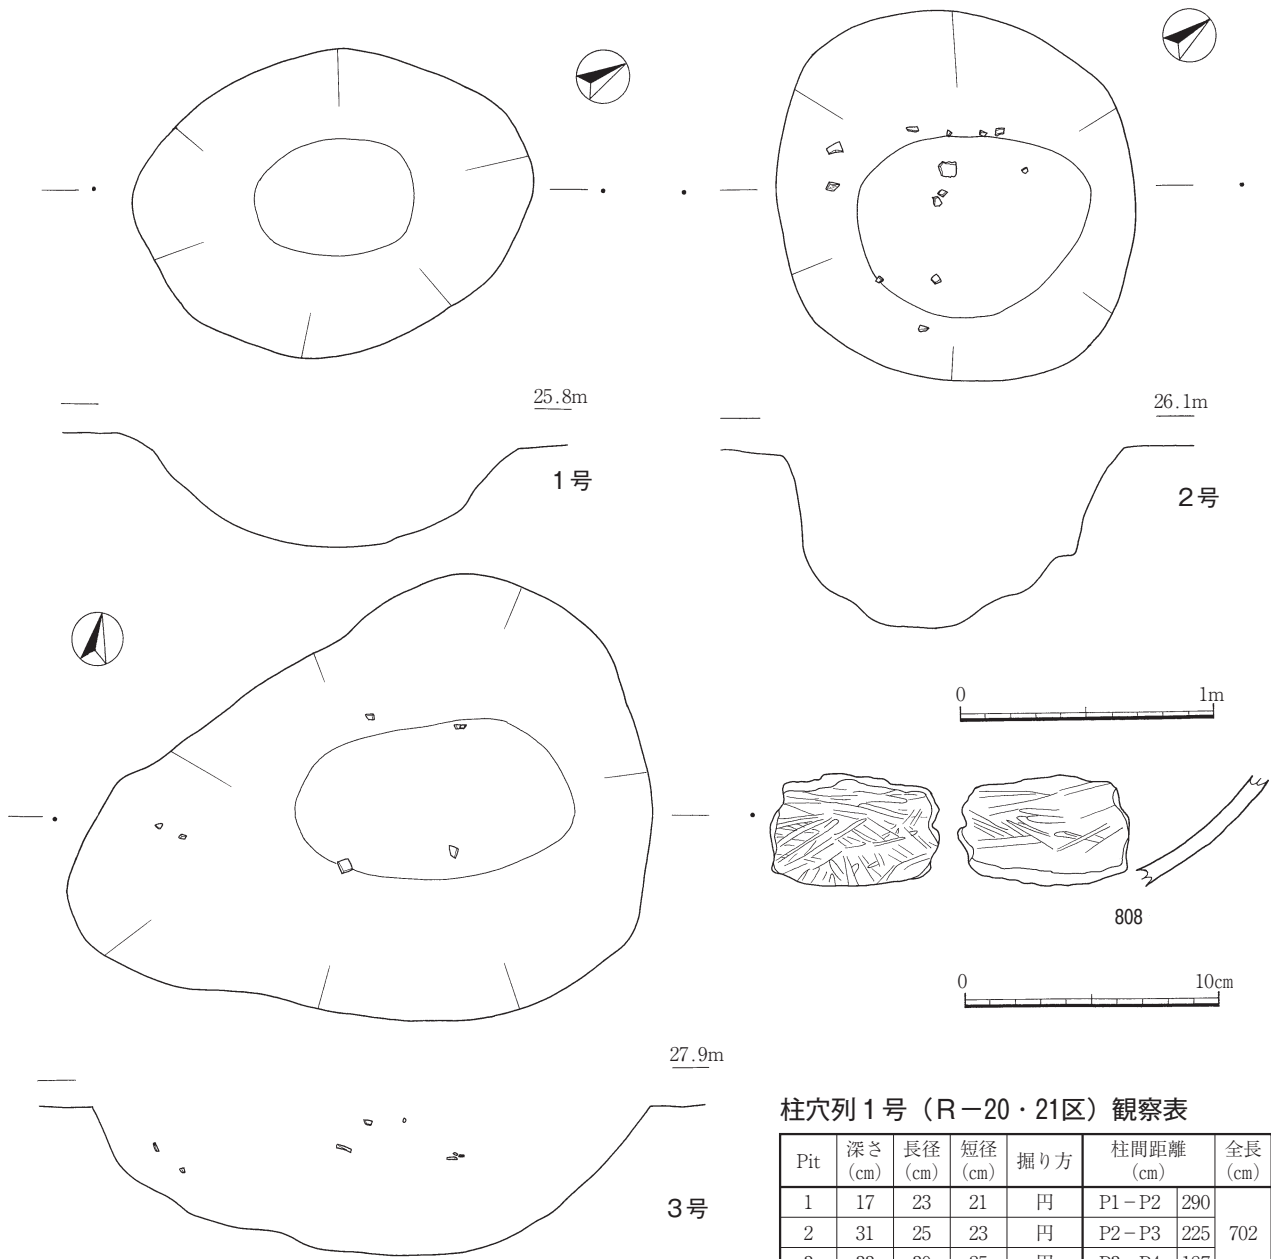 25.8m
1号
26.1m
2号
0 1m
808
0 10cm
27.9m
3号
柱穴列1号（R－20・21区）観察表
Pit 深さ(cm) 長径(cm) 短径(cm) 掘り方 柱間距離(cm) 全長(cm)
1 17 23 21 円 P1－P2 290
2 31 25 23 円 P2－P3 225 702